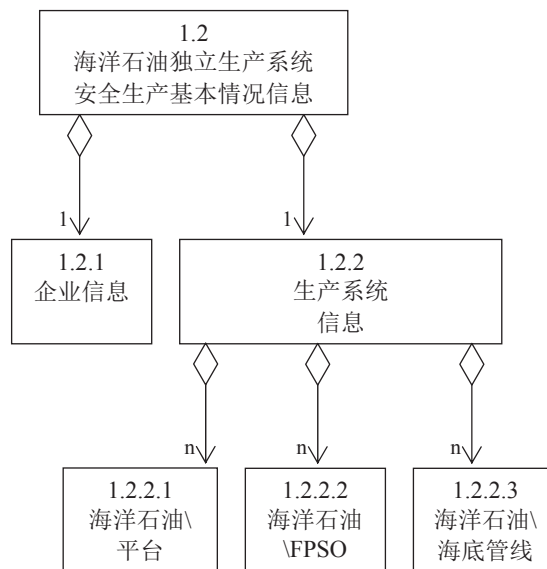 1.2
海洋石油独立生产系统
安全生产基本情况信息
1
1
1.2.1
企业信息
1.2.2
生产系统
信息
n
n
n
1.2.2.1
海洋石油\
平台
1.2.2.2
海洋石油
\FPSO
1.2.2.3
海洋石油\
海底管线